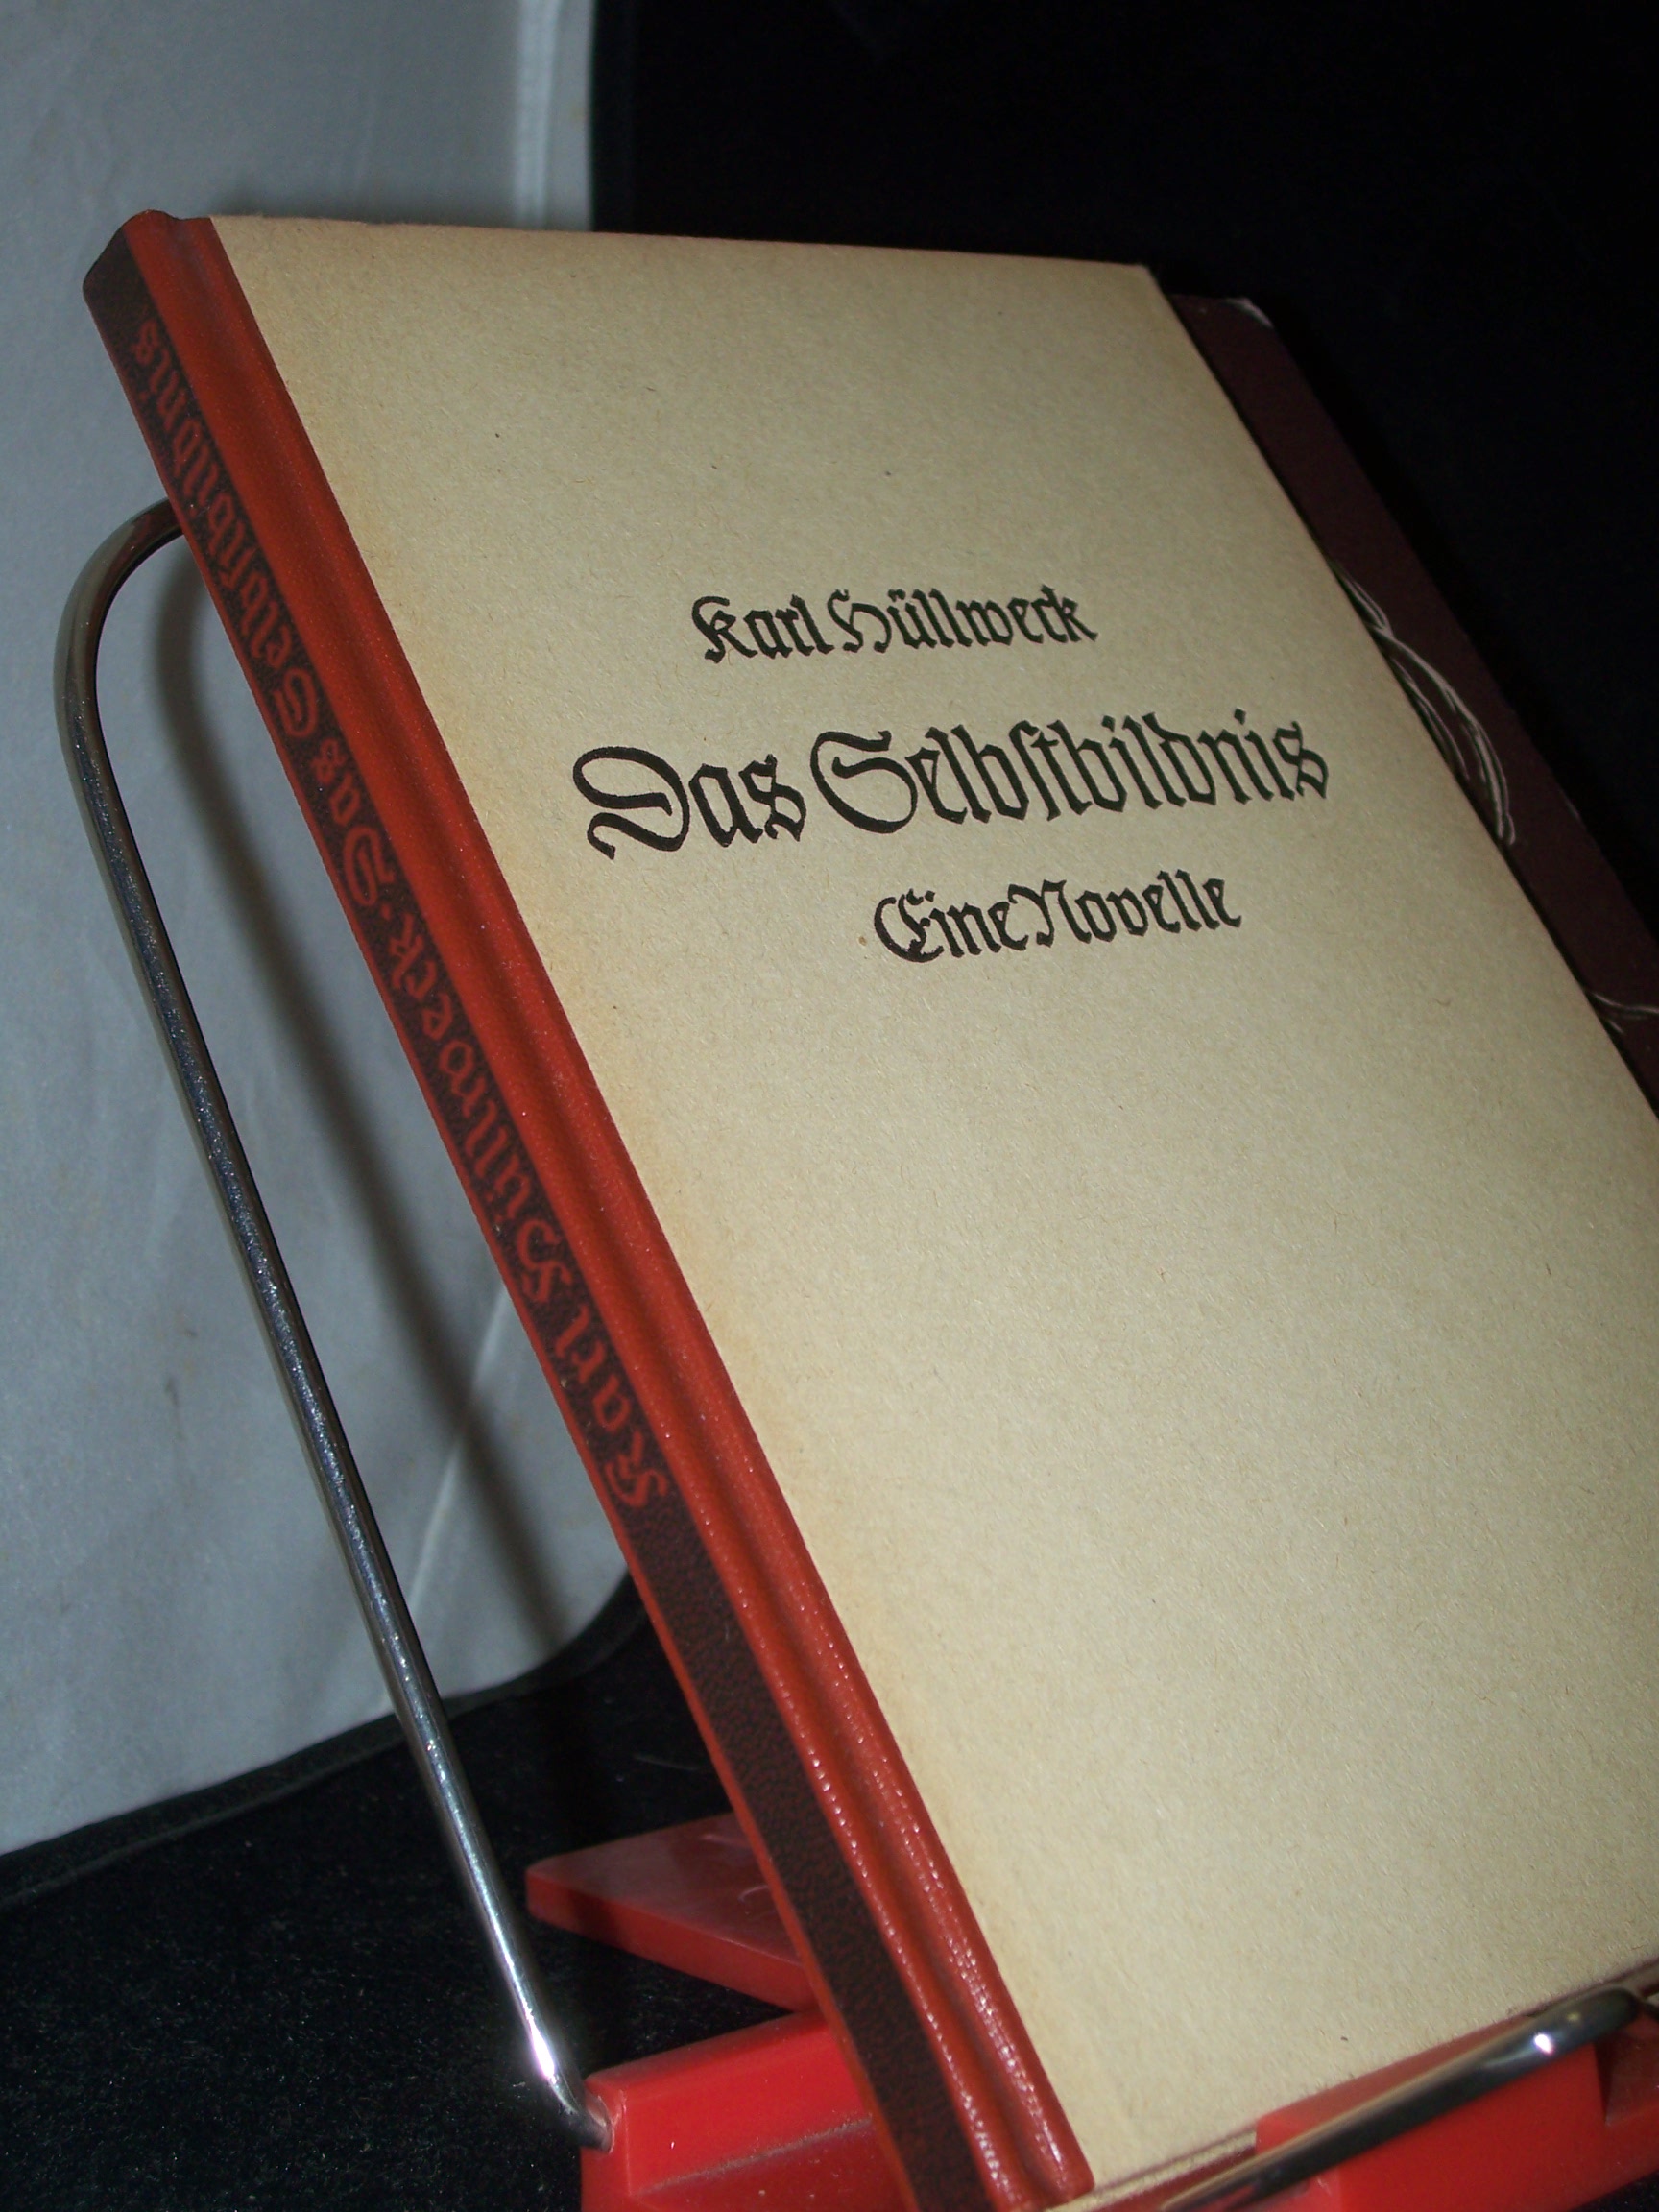 Karl Hüllweck
Das Selbſtbildnis
Eine Novelle
Karl Hüllweck · Das Selbſtbildnis